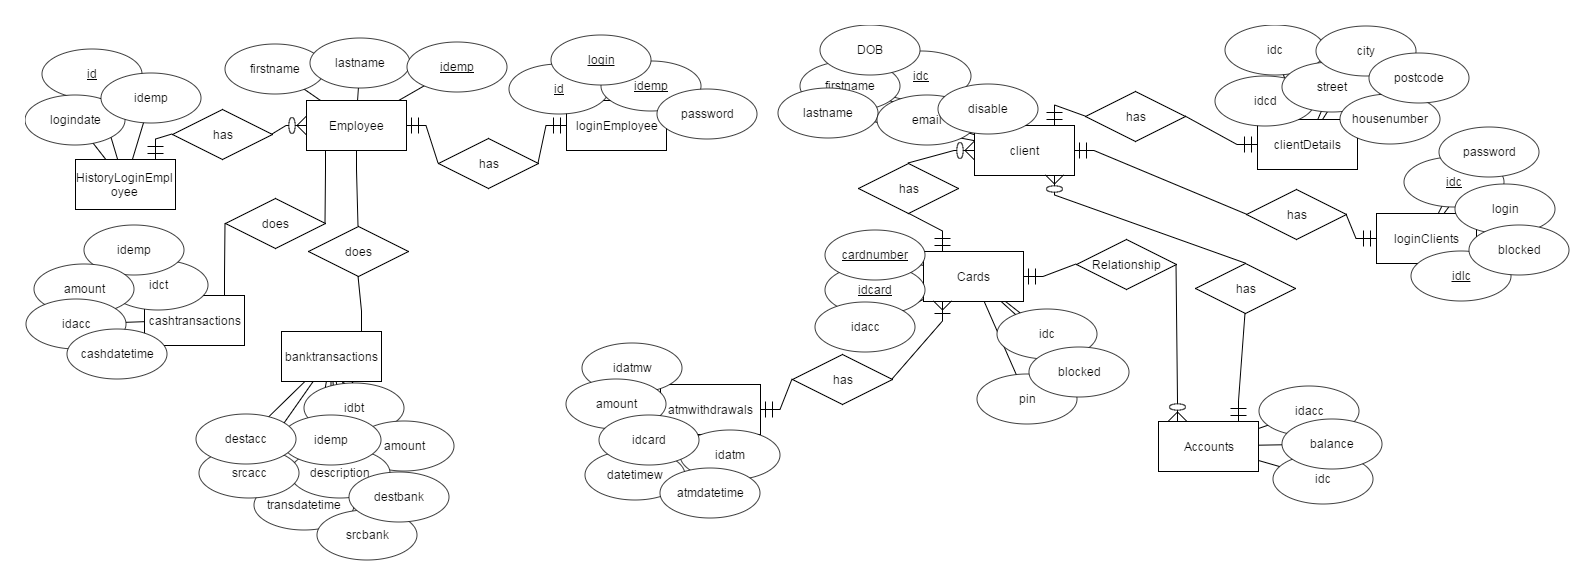 id
idemp
logindate
HistoryLoginEmpl
oyee
has
firstname
lastname
idemp
Employee
has
login
id
idemp
password
loginEmployee
does
does
idemp
amount
idct
idacc
cashtransactions
cashdatetime
banktransactions
idbt
destacc
idemp
amount
srcacc
description
transdatetime
destbank
srcbank
DOB
idc
firstname
lastname
email
disable
client
has
idc
city
street
postcode
idcd
housenumber
clientDetails
has
password
idc
login
loginClients
blocked
idlc
has
cardnumber
idcard
idacc
Cards
Relationship
has
idc
blocked
pin
has
idatmw
amount
atmwithdrawals
idcard
idatm
datetimew
atmdatetime
Accounts
idacc
balance
idc